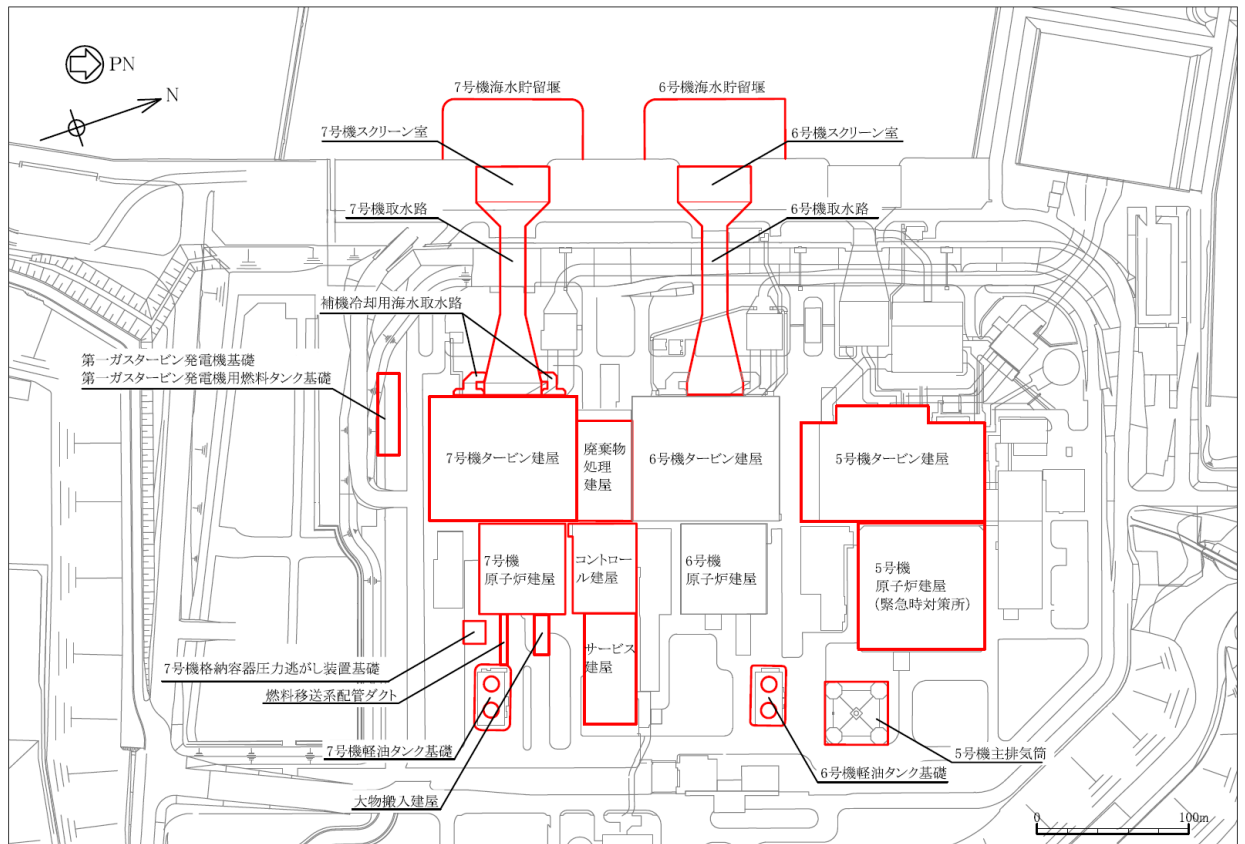 PN
N
7号機海水貯留堰
6号機海水貯留堰
7号機スクリーン室
6号機スクリーン室
7号機取水路
6号機取水路
補機冷却用海水取水路
第一ガスタービン発電機基礎
第一ガスタービン発電機用燃料タンク基礎
7号機タービン建屋
廃棄物
処理
建屋
6号機タービン建屋
5号機タービン建屋
7号機
原子炉建屋
コントロー
ル建屋
6号機
原子炉建屋
5号機
原子炉建屋
(緊急時対策所)
7号機格納容器圧力逃がし装置基礎
サービス
建屋
燃料移送系配管ダクト
7号機軽油タンク基礎
5号機主排気筒
6号機軽油タンク基礎
大物搬入建屋
0
100m